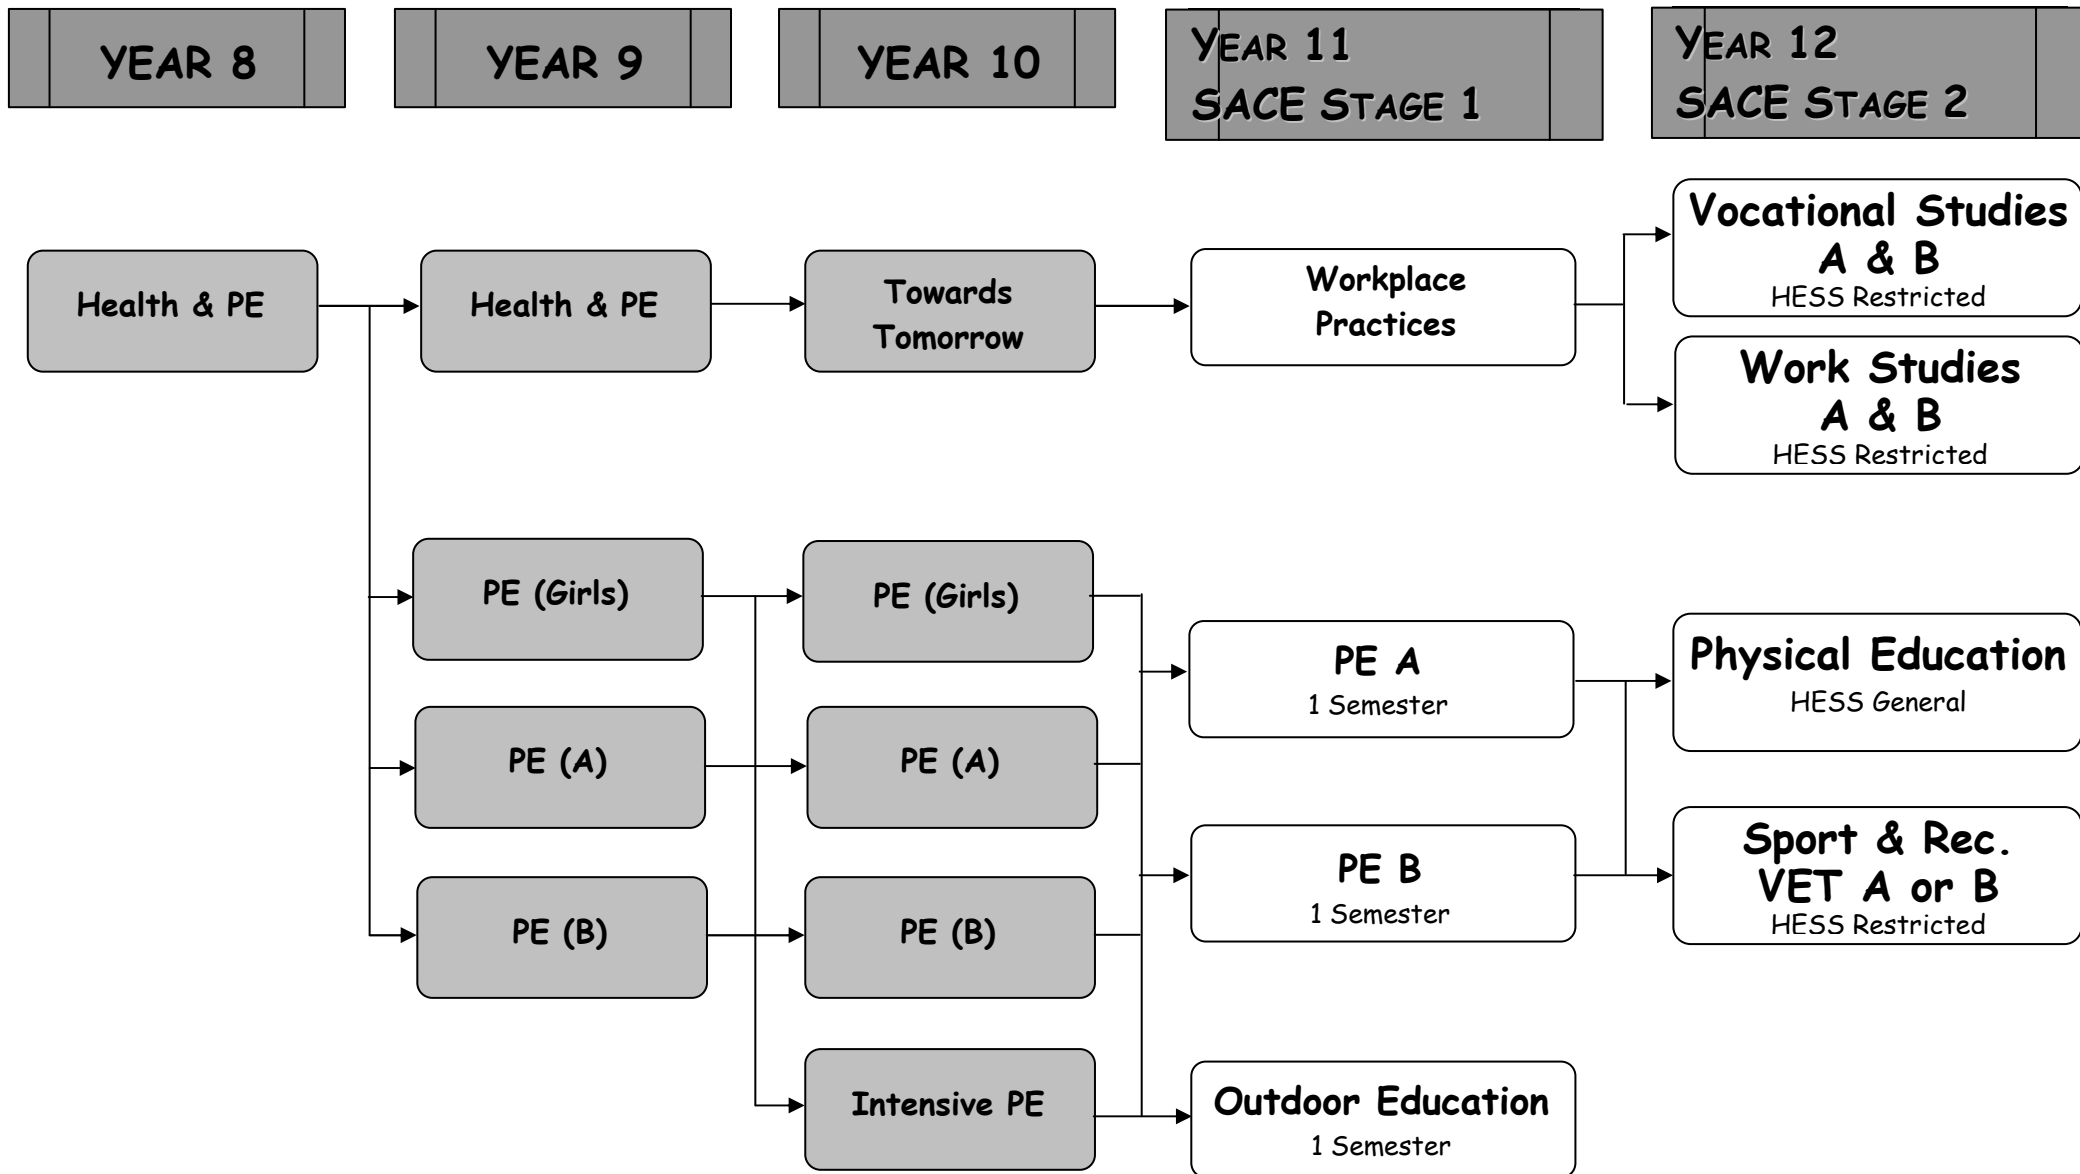 YEAR 8
YEAR 9
YEAR 10
YEAR 11
SACE STAGE 1
YEAR 12
SACE STAGE 2
Health & PE
Health & PE
Towards
Tomorrow
Workplace
Practices
Vocational Studies
A & B
HESS Restricted
Work Studies
A & B
HESS Restricted
PE (Girls)
PE (Girls)
PE A
1 Semester
Physical Education
HESS General
PE (A)
PE (A)
PE B
1 Semester
Sport & Rec.
VET A or B
HESS Restricted
PE (B)
PE (B)
Intensive PE
Outdoor Education
1 Semester